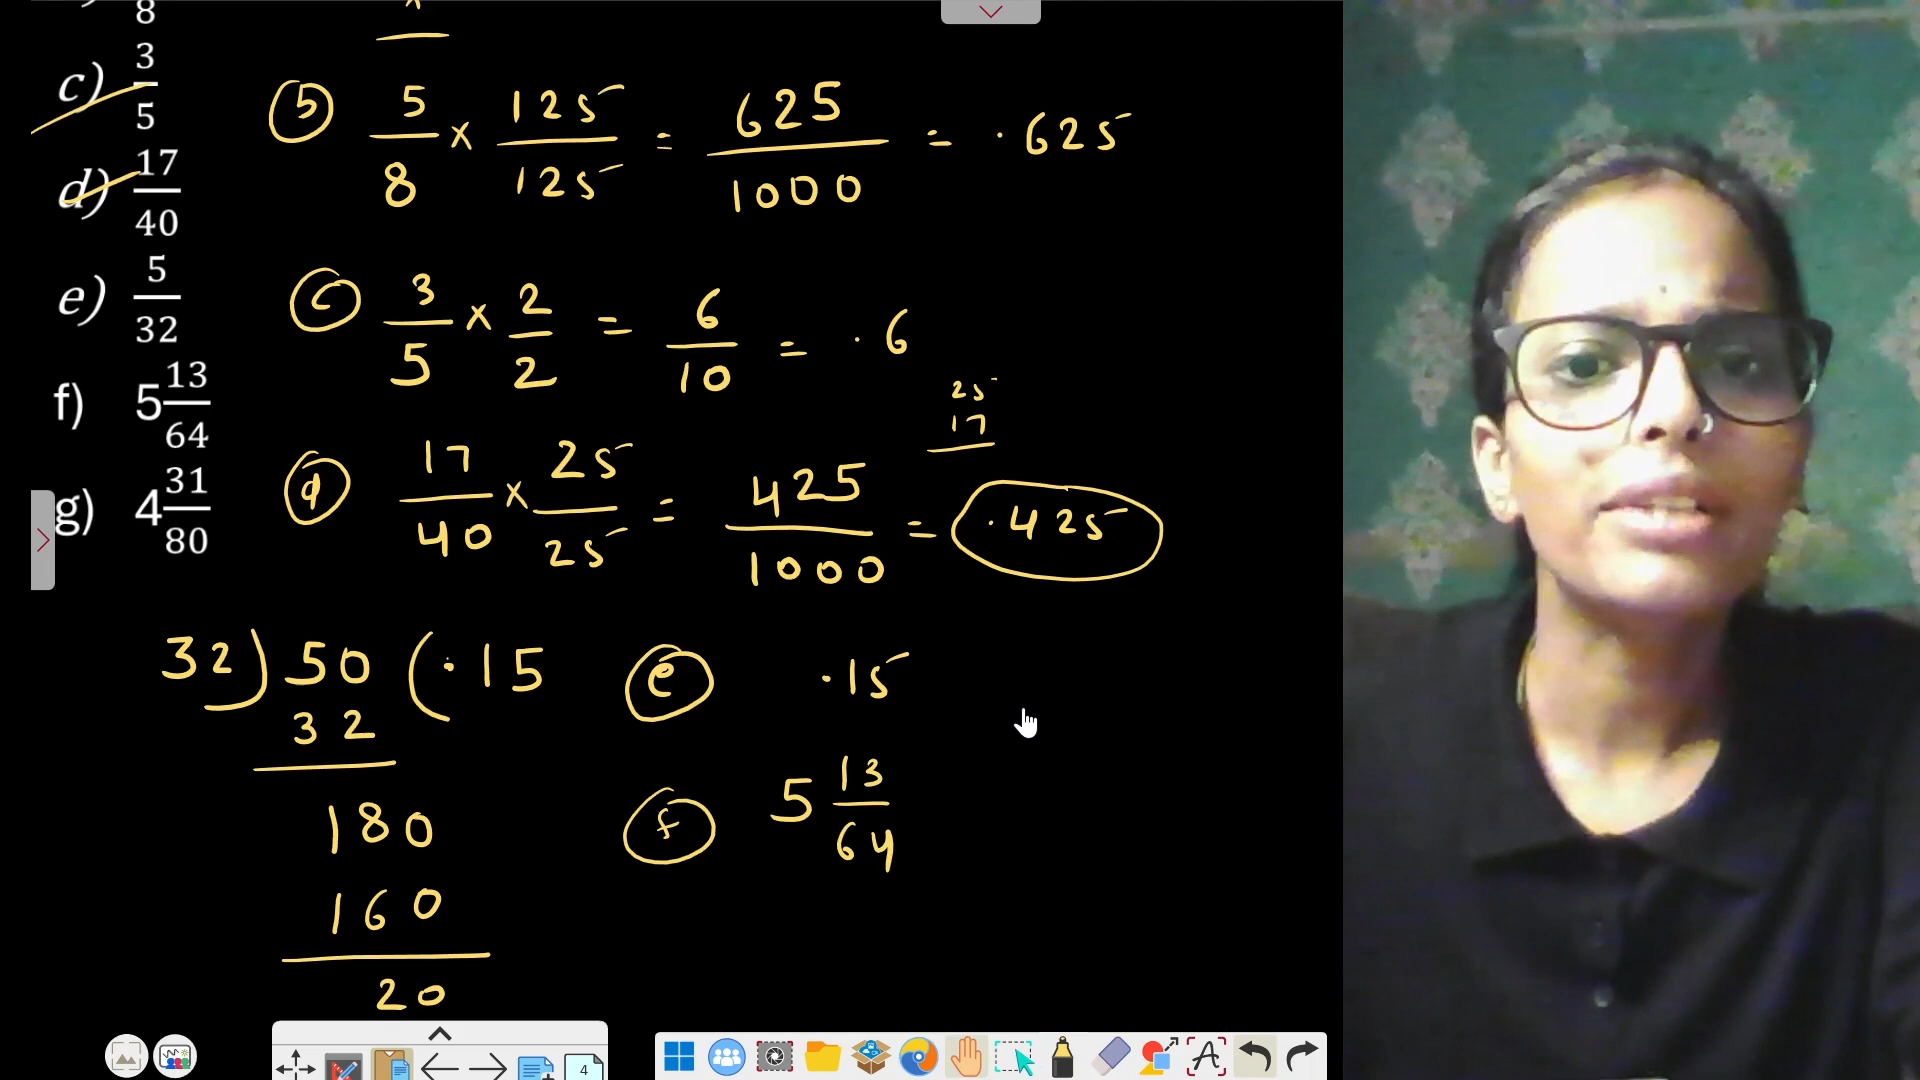 8
c) 3/5
d) 17/40
e) 5/32
f) 5 13/64
g) 4 31/80
b 5/8 × 125/125 = 625/1000 = .625
c 3/5 × 2/2 = 6/10 = .6
25
17
d 17/40 × 25/25 = 425/1000 = .425
32 ) 50 ( .15
32
180
160
20
e .15
f 5 13/64
4